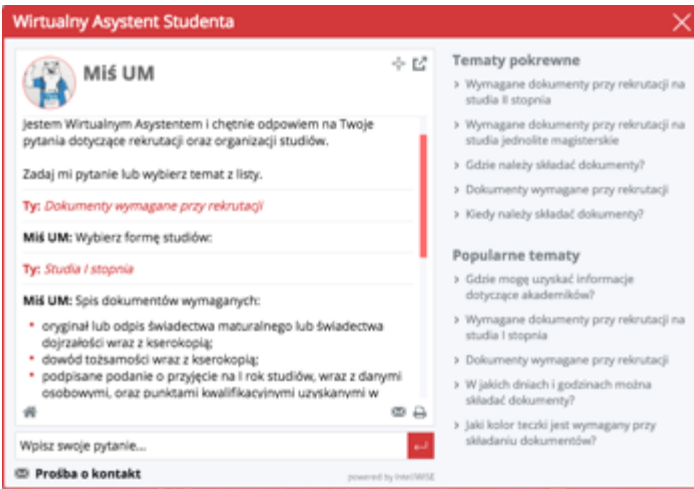 Wirtualny Asystent Studenta
Miś UM
Jestem Wirtualnym Asystentem i chętnie odpowiem na Twoje
pytania dotyczące rekrutacji oraz organizacji studiów.
Zadaj mi pytanie lub wybierz temat z listy.
Ty: Dokumenty wymagane przy rekrutacji
Miś UM: Wybierz formę studiów:
Ty: Studia I stopnia
Miś UM: Spis dokumentów wymaganych:
oryginał lub odpis świadectwa maturalnego lub świadectwa
dojrzałości wraz z kserokopią;
dowód tożsamości wraz z kserokopią;
podpisane podanie o przyjęcie na I rok studiów, wraz z danymi
osobowymi, oraz punktami kwalifikacyjnymi uzyskanymi w
Wpisz swoje pytanie...
Prośba o kontakt
powered by InteliWISE
Tematy pokrewne
Wymagane dokumenty przy rekrutacji na
studia II stopnia
Wymagane dokumenty przy rekrutacji na
studia jednolite magisterskie
Gdzie należy składać dokumenty?
Dokumenty wymagane przy rekrutacji
Kiedy należy składać dokumenty?
Popularne tematy
Gdzie mogę uzyskać informacje
dotyczące akademików?
Wymagane dokumenty przy rekrutacji na
studia I stopnia
Dokumenty wymagane przy rekrutacji
W jakich dniach i godzinach można
składać dokumenty?
Jaki kolor teczki jest wymagany przy
składaniu dokumentów?